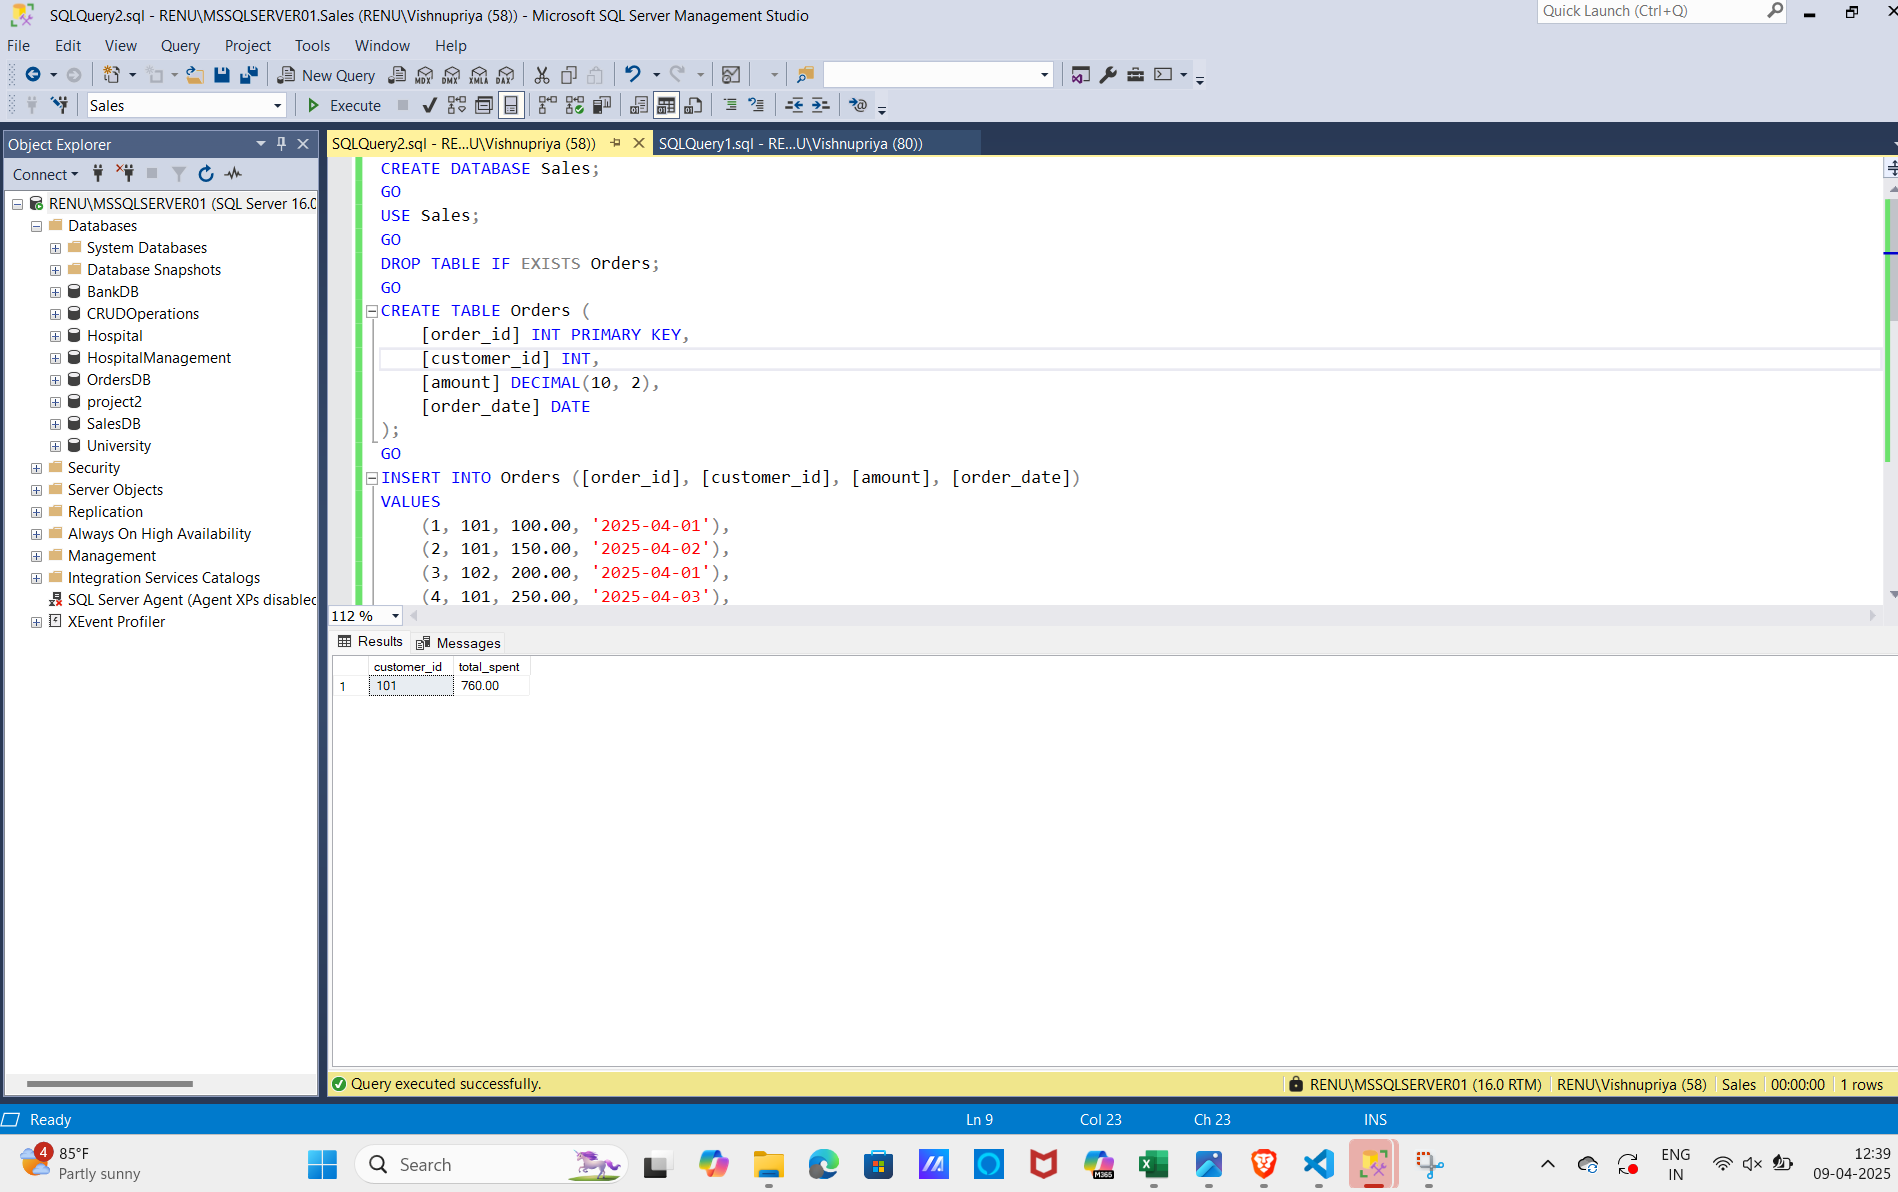 SQLQuery2.sql - RENU\MSSQLSERVER01.Sales (RENU\Vishnupriya (58)) - Microsoft SQL Server Management Studio
Quick Launch (Ctrl+Q)
File Edit View Query Project Tools Window Help
New Query MDX DMX XMLA DAX
Sales Execute
Object Explorer
Connect
RENU\MSSQLSERVER01 (SQL Server 16.0
Databases
System Databases
Database Snapshots
BankDB
CRUDOperations
Hospital
HospitalManagement
OrdersDB
project2
SalesDB
University
Security
Server Objects
Replication
Always On High Availability
Management
Integration Services Catalogs
SQL Server Agent (Agent XPs disabled
XEvent Profiler
SQLQuery2.sql - RE...U\Vishnupriya (58)) SQLQuery1.sql - RE...U\Vishnupriya (80))
CREATE DATABASE Sales;
GO
USE Sales;
GO
DROP TABLE IF EXISTS Orders;
GO
CREATE TABLE Orders (
[order_id] INT PRIMARY KEY,
[customer_id] INT,
[amount] DECIMAL(10, 2),
[order_date] DATE
);
GO
INSERT INTO Orders ([order_id], [customer_id], [amount], [order_date])
VALUES
(1, 101, 100.00, '2025-04-01'),
(2, 101, 150.00, '2025-04-02'),
(3, 102, 200.00, '2025-04-01'),
(4, 101, 250.00, '2025-04-03'),
112 %
Results Messages
customer_id total_spent
1 101 760.00
Query executed successfully. RENU\MSSQLSERVER01 (16.0 RTM) RENU\Vishnupriya (58) Sales 00:00:00 1 rows
Ready Ln 9 Col 23 Ch 23 INS
4 85°F
Partly sunny
Search
M365
ENG
IN
12:39
09-04-2025